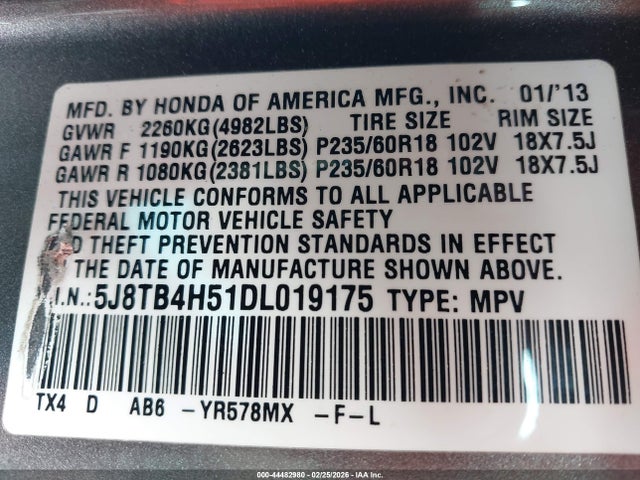 MFD. BY HONDA OF AMERICA MFG., INC. 01/'13
GVWR 2260KG(4982LBS) TIRE SIZE RIM SIZE
GAWR F 1190KG(2623LBS) P235/60R18 102V 18X7.5J
GAWR R 1080KG(2381LBS) P235/60R18 102V 18X7.5J
THIS VEHICLE CONFORMS TO ALL APPLICABLE
FEDERAL MOTOR VEHICLE SAFETY
THEFT PREVENTION STANDARDS IN EFFECT
THE DATE OF MANUFACTURE SHOWN ABOVE.
.I.N.: 5J8TB4H51DL019175 TYPE: MPV
TX4 D AB6 -YR578MX -F-L
000-44482980 - 02/25/2026 - IAA Inc.